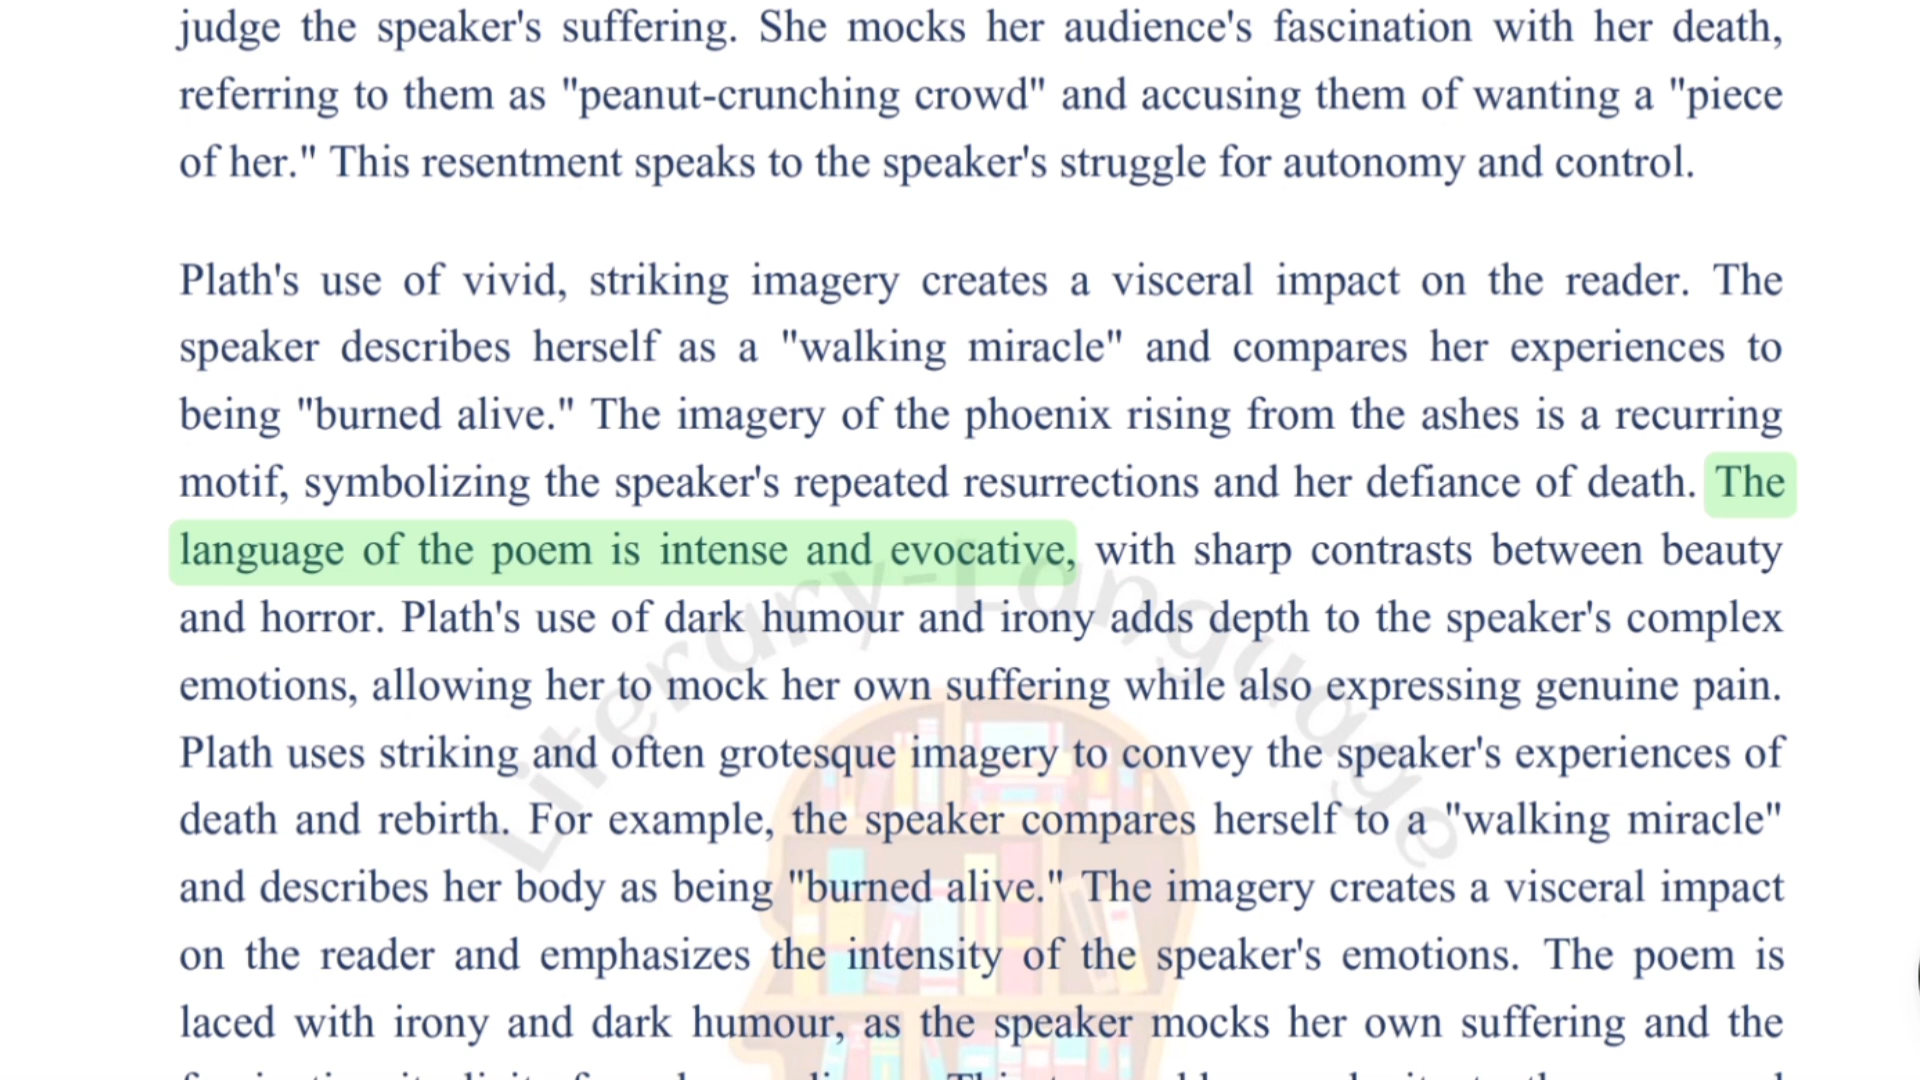 judge the speaker's suffering. She mocks her audience's fascination with her death,
referring to them as "peanut-crunching crowd" and accusing them of wanting a "piece
of her." This resentment speaks to the speaker's struggle for autonomy and control.
Plath's use of vivid, striking imagery creates a visceral impact on the reader. The
speaker describes herself as a "walking miracle" and compares her experiences to
being "burned alive." The imagery of the phoenix rising from the ashes is a recurring
motif, symbolizing the speaker's repeated resurrections and her defiance of death. The
language of the poem is intense and evocative, with sharp contrasts between beauty
and horror. Plath's use of dark humour and irony adds depth to the speaker's complex
emotions, allowing her to mock her own suffering while also expressing genuine pain.
Plath uses striking and often grotesque imagery to convey the speaker's experiences of
death and rebirth. For example, the speaker compares herself to a "walking miracle"
and describes her body as being "burned alive." The imagery creates a visceral impact
on the reader and emphasizes the intensity of the speaker's emotions. The poem is
laced with irony and dark humour, as the speaker mocks her own suffering and the
Literary-Language